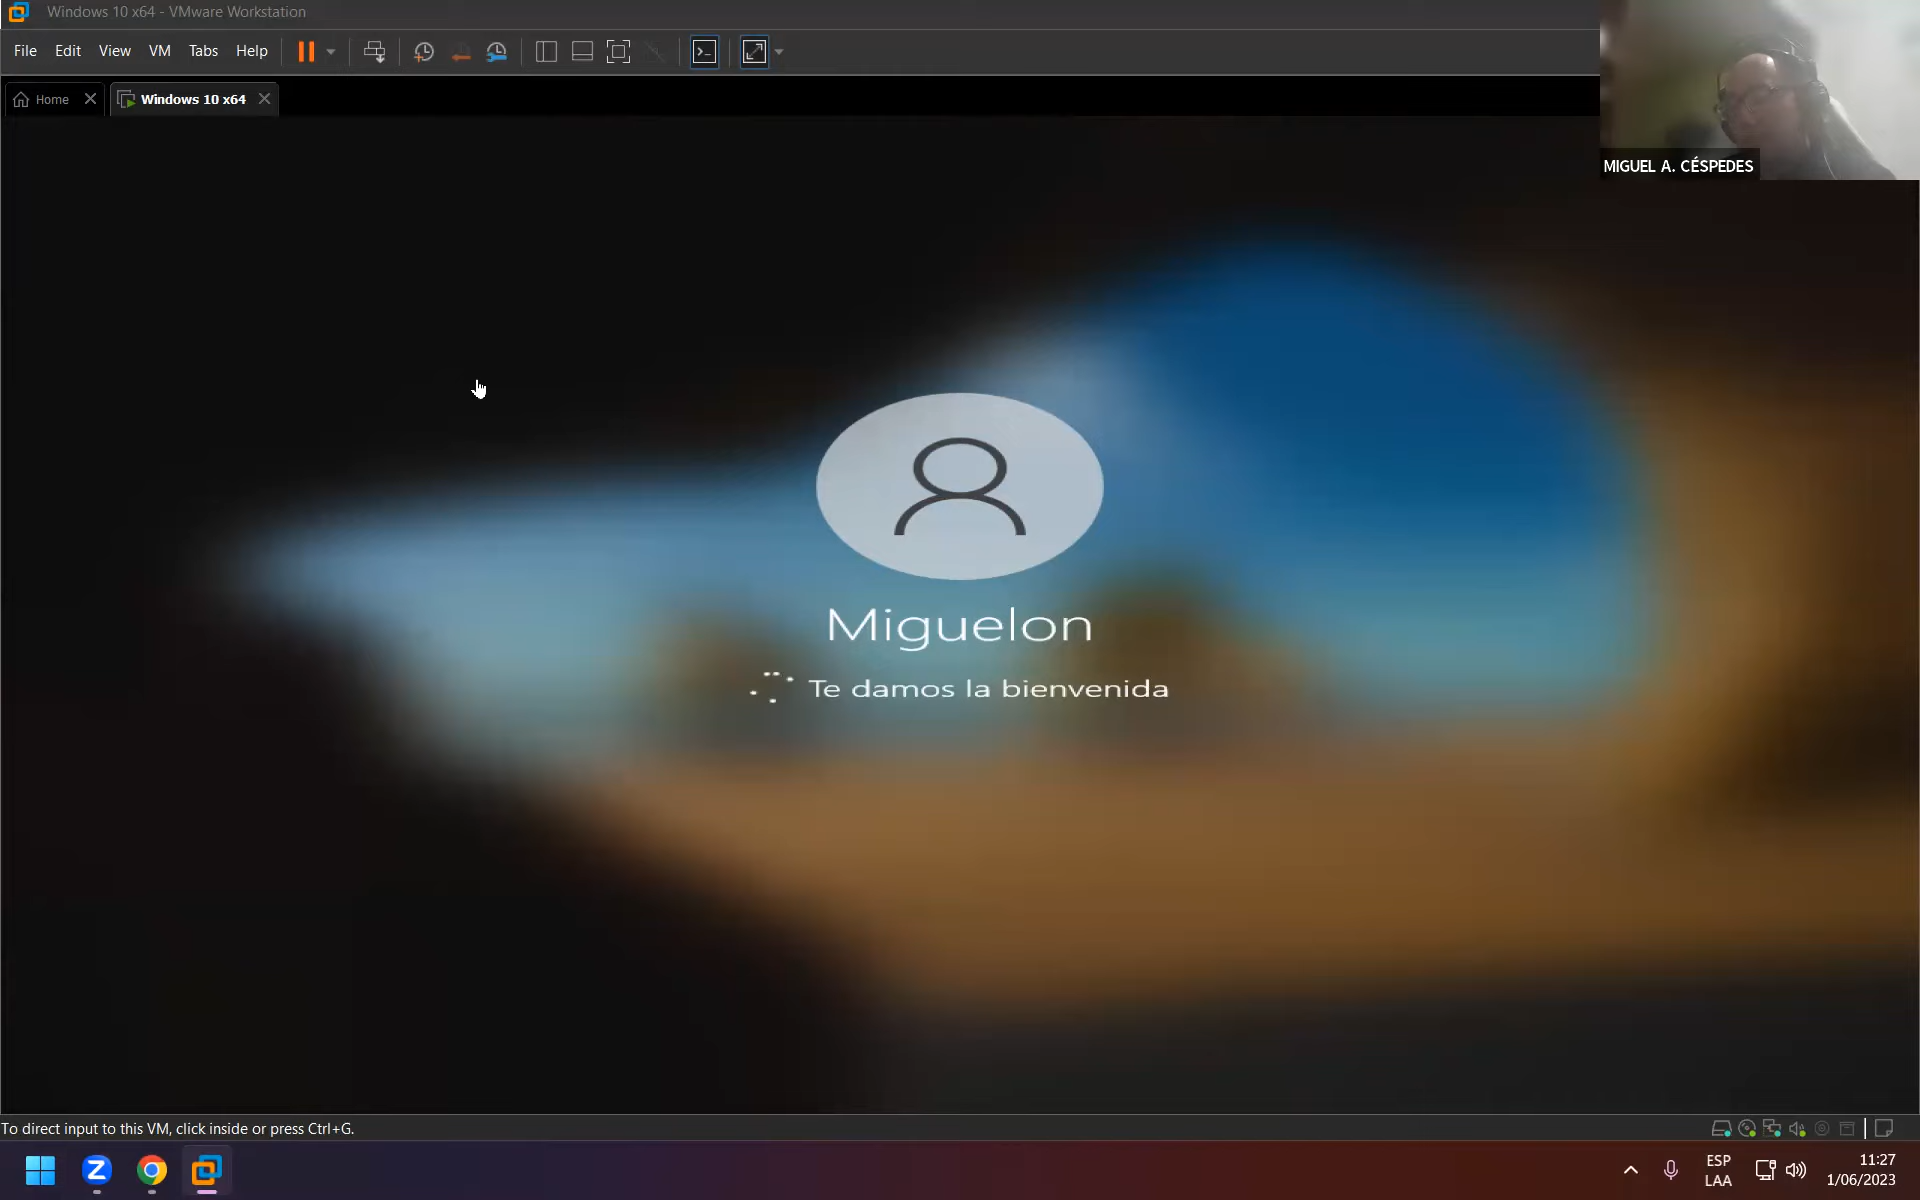 Windows 10 x64 - VMware Workstation
File Edit View VM Tabs Help
Home
Windows 10 x64
MIGUEL A. CÉSPEDES
Miguelon
Te damos la bienvenida
To direct input to this VM, click inside or press Ctrl+G.
Z
ESP
LAA
11:27
1/06/2023